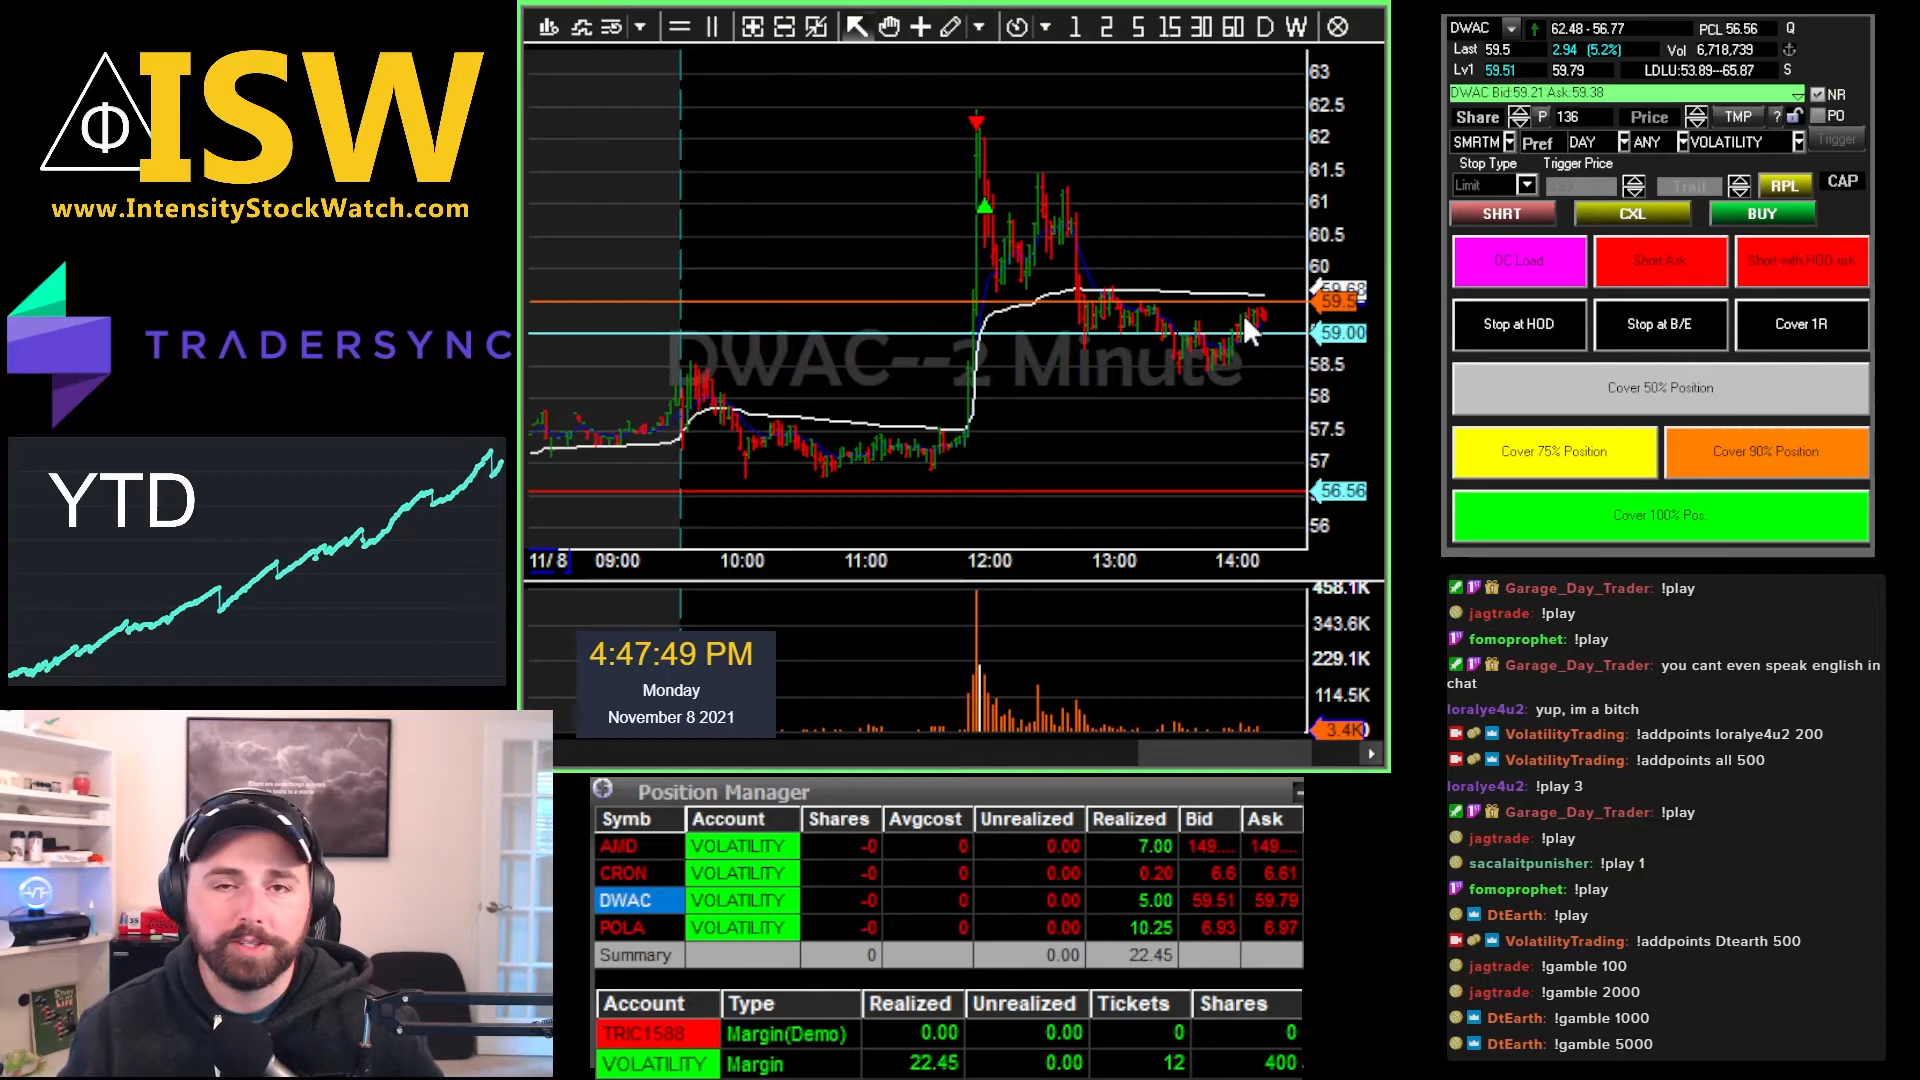 Φ ISW
www.IntensityStockWatch.com
TRADERSYNC
YTD
1 2 5 15 30 60 D W
63
62.5
62
61.5
61
60.5
60
59.68
59.5
59.00
58.5
58
57.5
57
56.56
56
DWAC--2 Minute
11/ 8 09:00 10:00 11:00 12:00 13:00 14:00
458.1K
343.6K
229.1K
114.5K
3.4K
4:47:49 PM
Monday
November 8 2021
Position Manager
Symb Account Shares Avgcost Unrealized Realized Bid Ask
AMD VOLATILITY -0 0 0.00 7.00 149.... 149....
CRON VOLATILITY -0 0 0.00 0.20 6.6 6.61
DWAC VOLATILITY -0 0 0.00 5.00 59.51 59.79
POLA VOLATILITY -0 0 0.00 10.25 6.93 6.97
Summary 0 0.00 22.45
Account Type Realized Unrealized Tickets Shares
TRIC1588 Margin(Demo) 0.00 0.00 0 0
VOLATILITY Margin 22.45 0.00 12 400
DWAC 62.48 - 56.77 PCL 56.56 Q
Last 59.5 2.94 (5.2%) Vol 6,718,739
Lv1 59.51 59.79 LDLU:53.89---65.87 S
DWAC Bid:59.21 Ask:59.38 NR
Share P 136 Price TMP ? PO
SMRTM Pref DAY ANY VOLATILITY Trigger
Stop Type Trigger Price
Limit Trail RPL CAP
SHRT CXL BUY
DC Load Short Ask Short with HOD risk
Stop at HOD Stop at B/E Cover 1R
Cover 50% Position
Cover 75% Position Cover 90% Position
Cover 100% Pos.
Garage_Day_Trader: !play
jagtrade: !play
fomoprophet: !play
Garage_Day_Trader: you cant even speak english in
chat
loralye4u2: yup, im a bitch
VolatilityTrading: !addpoints loralye4u2 200
VolatilityTrading: !addpoints all 500
loralye4u2: !play 3
Garage_Day_Trader: !play
jagtrade: !play
sacalaitpunisher: !play 1
fomoprophet: !play
DtEarth: !play
VolatilityTrading: !addpoints Dtearth 500
jagtrade: !gamble 100
jagtrade: !gamble 2000
DtEarth: !gamble 1000
DtEarth: !gamble 5000